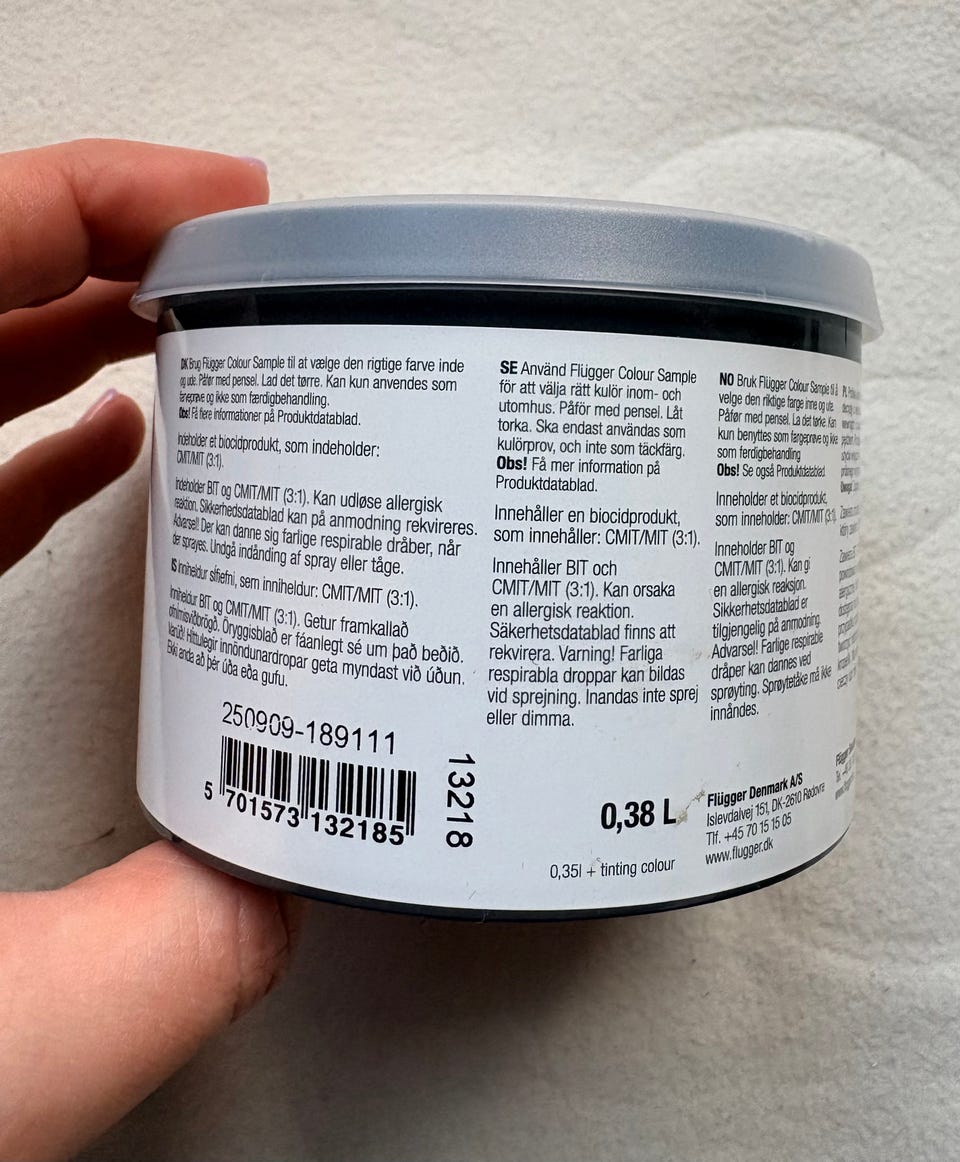 DK Brug Flügger Colour Sample til at vælge den rigtige farve inde
og ude. Påfør med pensel. Lad det tørre. Kan kun anvendes som
farveprøve og ikke som færdigbehandling.
Obs! Få flere informationer på Produktdatablad.
Indeholder et biocidprodukt, som indeholder:
CMIT/MIT (3:1).
Indeholder BIT og CMIT/MIT (3:1). Kan udløse allergisk
reaktion. Sikkerhedsdatablad kan på anmodning rekvireres.
Advarsel! Der kan danne sig farlige respirable dråber, når
der sprayes. Undgå indånding af spray eller tåge.
IS Inniheldur sæfiefni, sem inniheldur: CMIT/MIT (3:1).
Inniheldur BIT og CMIT/MIT (3:1). Getur framkallað
ofnæmisviðbrögð. Öryggisblað er fáanlegt sé um það beðið.
Varúð! Hættulegir innöndunardropar geta myndast við úðun.
Ekki anda að þér úða eða gufu.
250909-189111
5 701573 132185
13218
SE Använd Flügger Colour Sample
för att välja rätt kulör inom- och
utomhus. Påför med pensel. Låt
torka. Ska endast användas som
kulörprov, och inte som täckfärg.
Obs! Få mer information på
Produktdatablad.
Innehåller en biocidprodukt,
som innehåller: CMIT/MIT (3:1).
Innehåller BIT och
CMIT/MIT (3:1). Kan orsaka
en allergisk reaktion.
Säkerhetsdatablad finns att
rekvirera. Varning! Farliga
respirabla droppar kan bildas
vid sprejning. Inandas inte sprej
eller dimma.
0,38 L
0,35l + tinting colour
NO Bruk Flügger Colour Sample til å
velge den riktige farge inne og ute.
Påfør med pensel. La det tørke. Kan
kun benyttes som fargeprøve og ikke
som ferdigbehandling
Obs! Se også Produktdatablad.
Inneholder et biocidprodukt,
som inneholder: CMIT/MIT (3:1).
Inneholder BIT og
CMIT/MIT (3:1). Kan gi
en allergisk reaksjon.
Sikkerhetsdatablad er
tilgjengelig på anmodning.
Advarsel! Farlige respirable
dråper kan dannes ved
sprøyting. Sprøytetåke må ikke
innåndes.
Flügger Denmark A/S
Islevdalvej 151, DK-2610 Rødovre
Tlf. +45 70 15 15 05
www.flugger.dk
PL